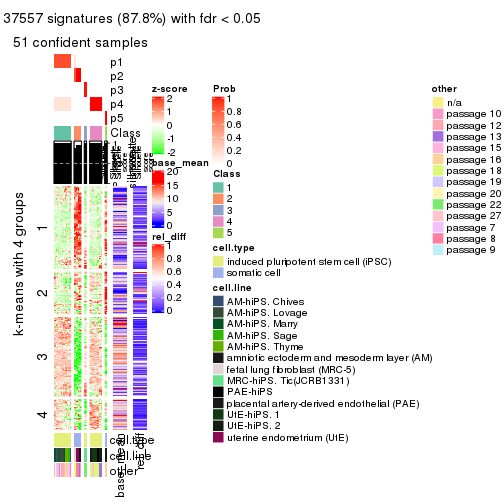 37557 signatures (87.8%) with fdr < 0.05
51 confident samples
p1
p2
p3
p4
p5
Class
k-means with 4 groups
1
2
3
4
cell.type
cell.line
other
base_mean
rel_diff
z-score
2
1
0
-1
-2
base_mean
20
15
10
5
0
rel_diff
1
0.8
0.6
0.4
0.2
0
Prob
1
0.8
0.6
0.4
0.2
0
Class
1
2
3
4
5
cell.type
induced pluripotent stem cell (iPSC)
somatic cell
cell.line
AM-hiPS. Chives
AM-hiPS. Lovage
AM-hiPS. Marry
AM-hiPS. Sage
AM-hiPS. Thyme
amniotic ectoderm and mesoderm layer (AM)
fetal lung fibroblast (MRC-5)
MRC-hiPS. Tic(JCRB1331)
PAE-hiPS
placental artery-derived endothelial (PAE)
UtE-hiPS. 1
UtE-hiPS. 2
uterine endometrium (UtE)
other
n/a
passage 10
passage 12
passage 13
passage 15
passage 16
passage 18
passage 19
passage 20
passage 22
passage 27
passage 7
passage 8
passage 9